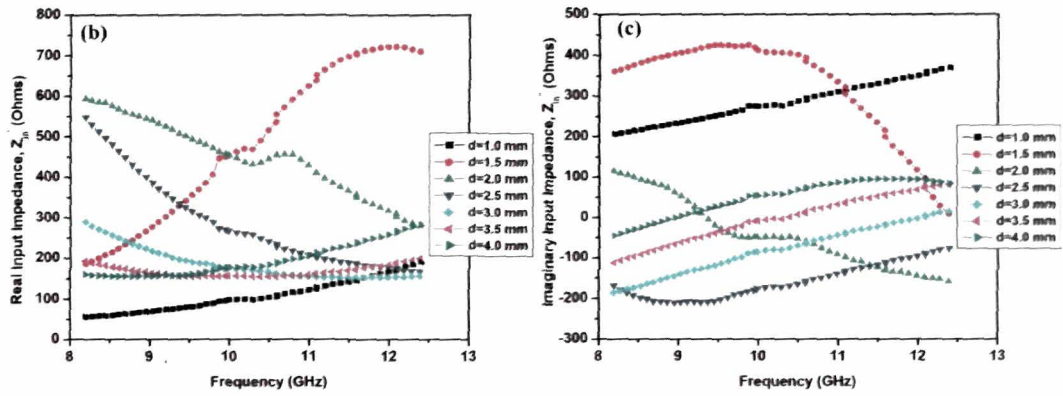 (b)
800
700
600
500
400
300
200
100
0
8
9
10
11
12
13
Real Input Impedance, Z_in' (Ohms)
Frequency (GHz)
d=1.0 mm
d=1.5 mm
d=2.0 mm
d=2.5 mm
d=3.0 mm
d=3.5 mm
d=4.0 mm
(c)
500
400
300
200
100
0
-100
-200
-300
8
9
10
11
12
13
Imaginary Input Impedance, Z_in" (Ohms)
Frequency (GHz)
d=1.0 mm
d=1.5 mm
d=2.0 mm
d=2.5 mm
d=3.0 mm
d=3.5 mm
d=4.0 mm